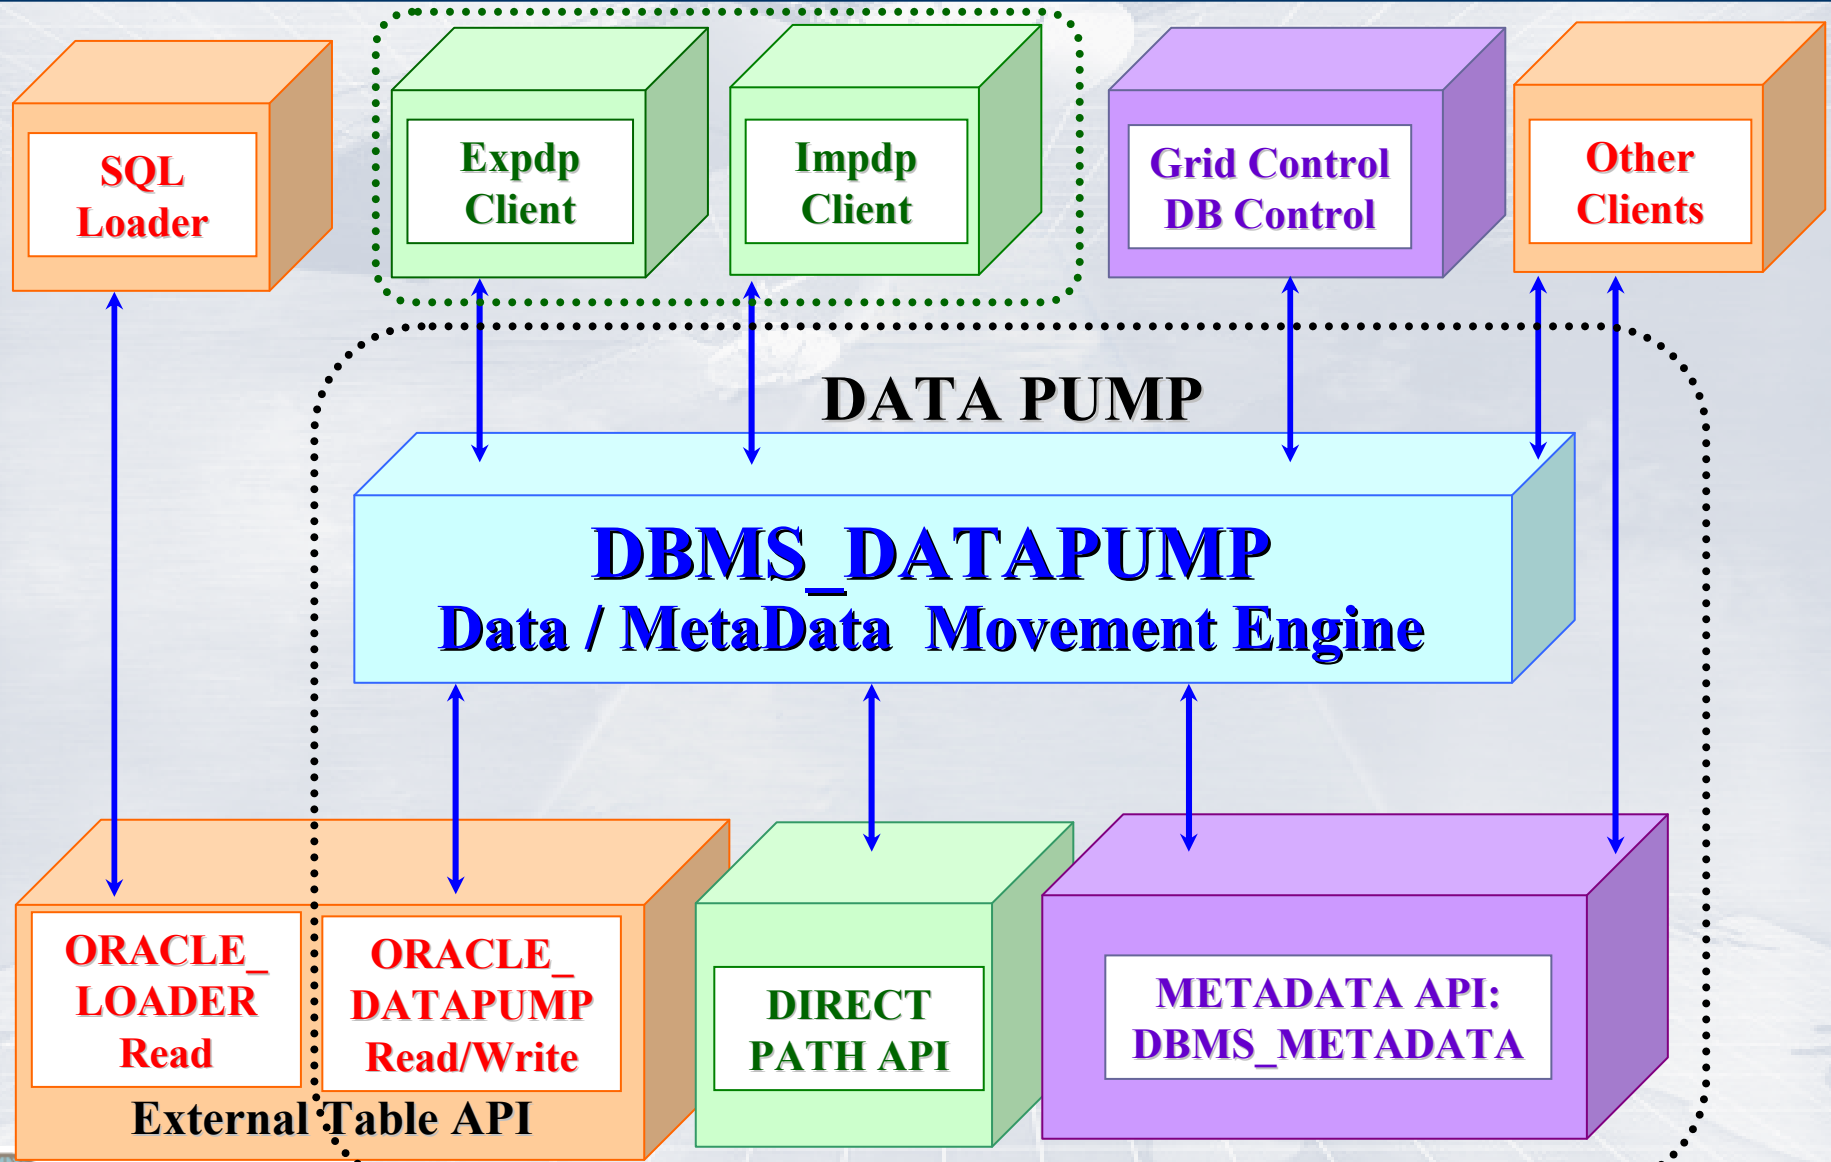 SQL
Loader
Expdp
Client
Impdp
Client
Grid Control
DB Control
Other
Clients
DATA PUMP
DBMS_DATAPUMP
Data / MetaData  Movement Engine
ORACLE_
LOADER
Read
ORACLE_
DATAPUMP
Read/Write
External Table API
DIRECT
PATH API
METADATA API:
DBMS_METADATA